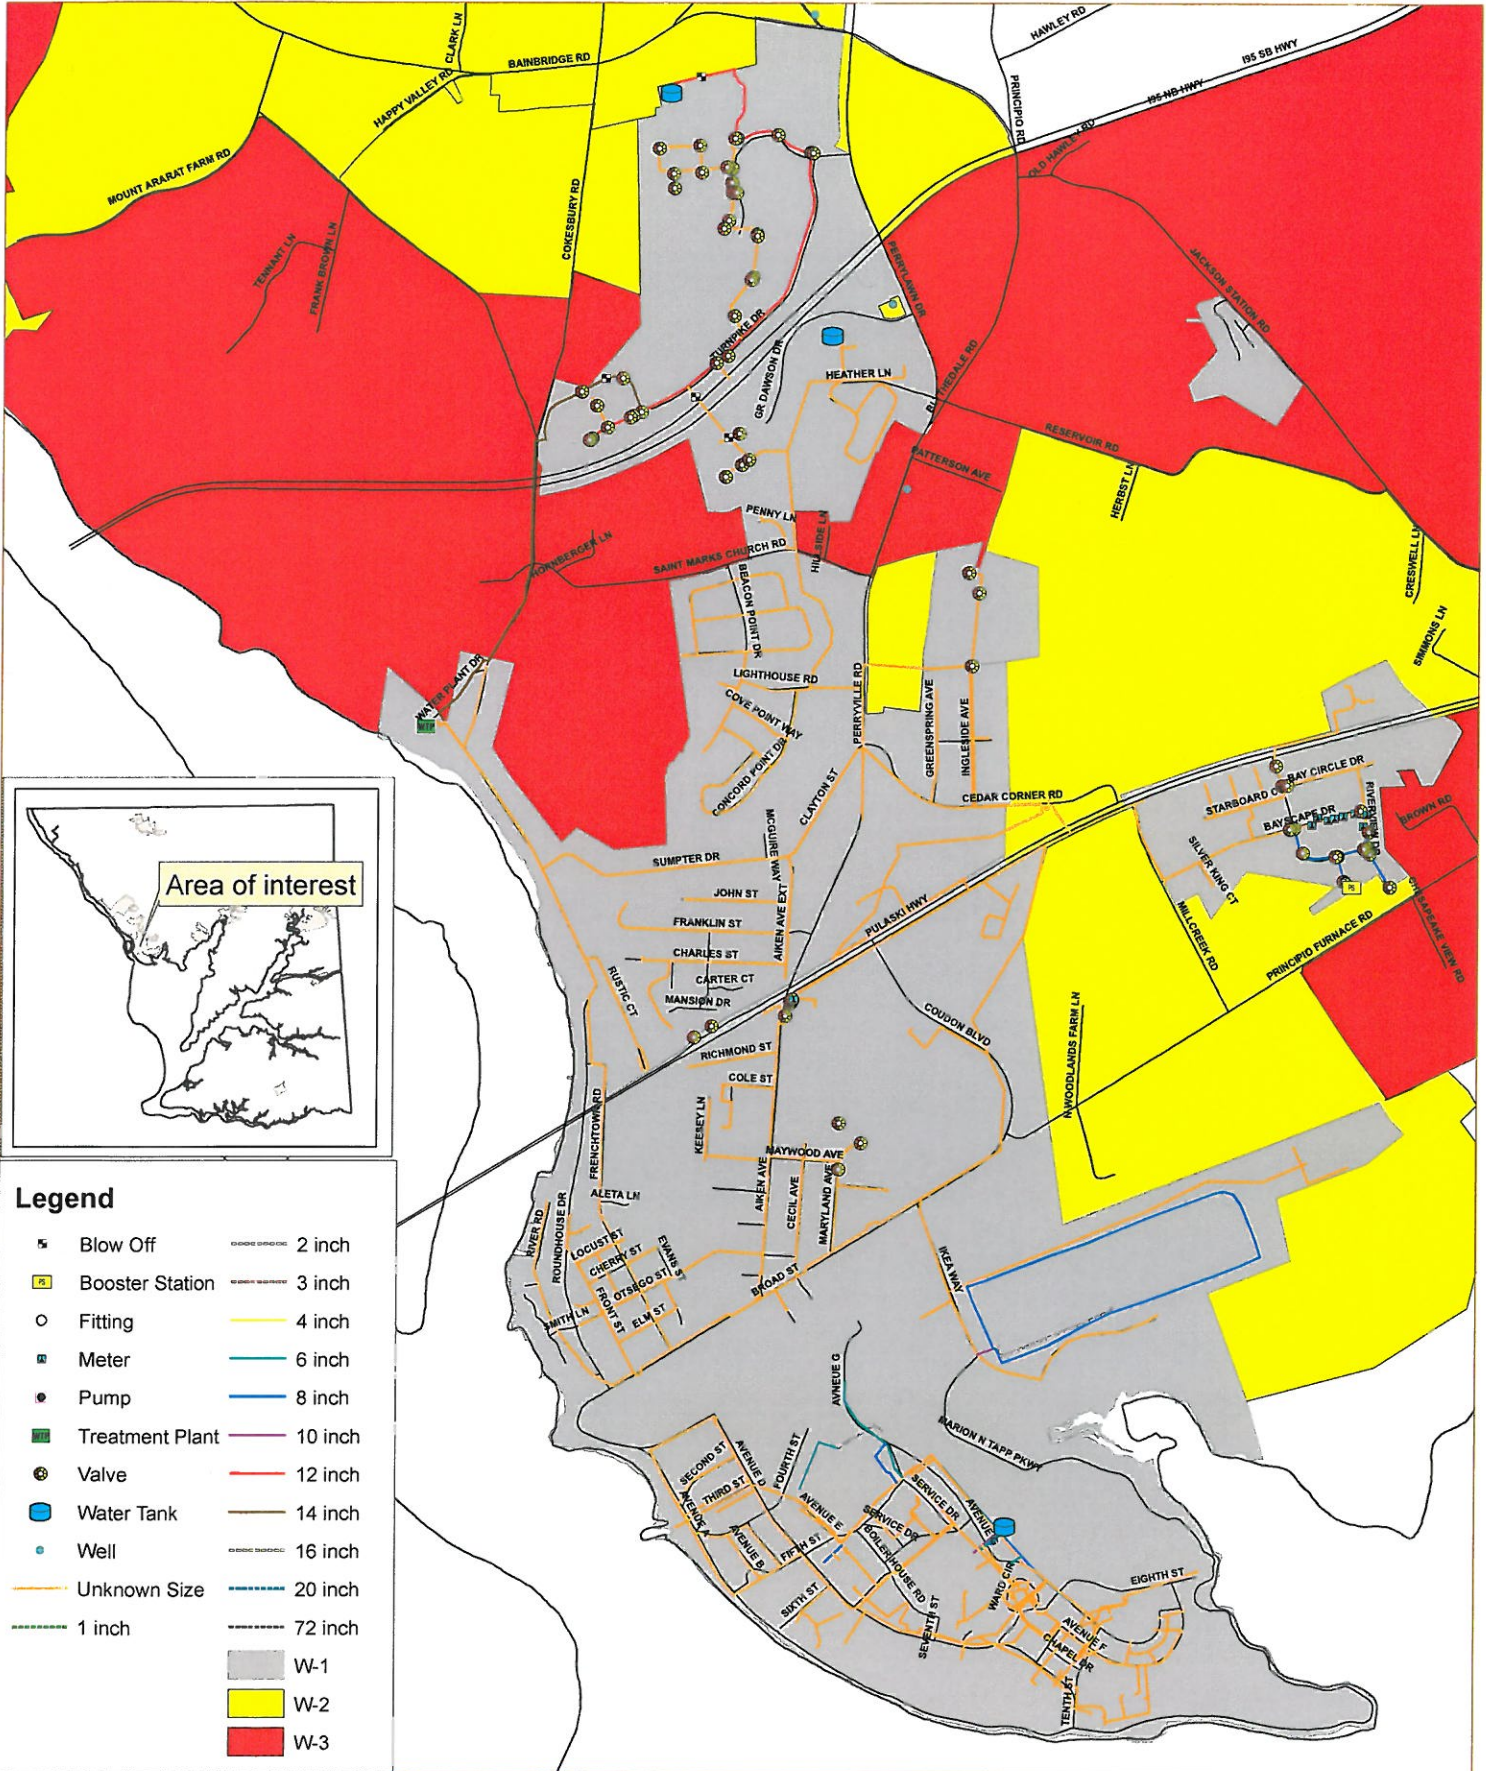 CLARK LN
HAWLEY RD
BAINBRIDGE RD
I95 SB HWY
HAPPY VALLEY RD
I95 NB HWY
PRINCIPIO RD
OLD HAWLEY RD
MOUNT ARARAT FARM RD
COKESBURY RD
TENNANT LN
FRANK BROWN LN
PERRYLAWN DR
JACKSON STATION RD
TURNPIKE DR
GR DAWSON DR
HEATHER LN
RESERVOIR RD
PATTERSON AVE
HERBST LN
PENNY LN
HILLSIDE LN
HORNBERGER LN
SAINT MARKS CHURCH RD
CRESWELL LN
BEACON POINT DR
SIMMONS LN
WATER PLANT DR
WTP
LIGHTHOUSE RD
PERRYVILLE RD
COVE POINT WAY
GREENSPRING AVE
INGLESIDE AVE
CONCORD POINT DR
CLAYTON ST
CEDAR CORNER RD
BAY CIRCLE DR
STARBOARD C
BAYSCAPE DR
RIVERVIEW DR
BROWN RD
MCGUIRE WAY
SUMPTER DR
SILVER KING CT
PS
Area of interest
JOHN ST
AIKEN AVE EXT
FRANKLIN ST
PULASKI HWY
MILLCREEK RD
CHESAPEAKE VIEW RD
PRINCIPIO FURNACE RD
CHARLES ST
CARTER CT
MANSION DR
RUSTIC CT
COUDON BLVD
N WOODLANDS FARM LN
RICHMOND ST
COLE ST
FRENCHTOWN RD
KEESEY LN
MAYWOOD AVE
AIKEN AVE
CECIL AVE
MARYLAND AVE
ALETA LN
RIVER RD
ROUNDHOUSE DR
LOCUST ST
CHERRY ST
EVANS ST
OTSEGO ST
FRONT ST
SMITH LN
ELM ST
BROAD ST
IKEA WAY
AVNEUE G
MARION N TAPP PKWY
SECOND ST
AVENUE D
FOURTH ST
THIRD ST
AVENUE A
AVENUE E
SERVICE DR
AVENUE
SERVICE DR
AVENUE B
FIFTH ST
BOILERHOUSE RD
SIXTH ST
SEVENTH ST
WARD CIR
EIGHTH ST
AVENUE F
CHAPEL DR
TENTH ST
Legend
Blow Off
PS Booster Station
Fitting
Meter
Pump
WTP Treatment Plant
Valve
Water Tank
Well
Unknown Size
1 inch
2 inch
3 inch
4 inch
6 inch
8 inch
10 inch
12 inch
14 inch
16 inch
20 inch
72 inch
W-1
W-2
W-3